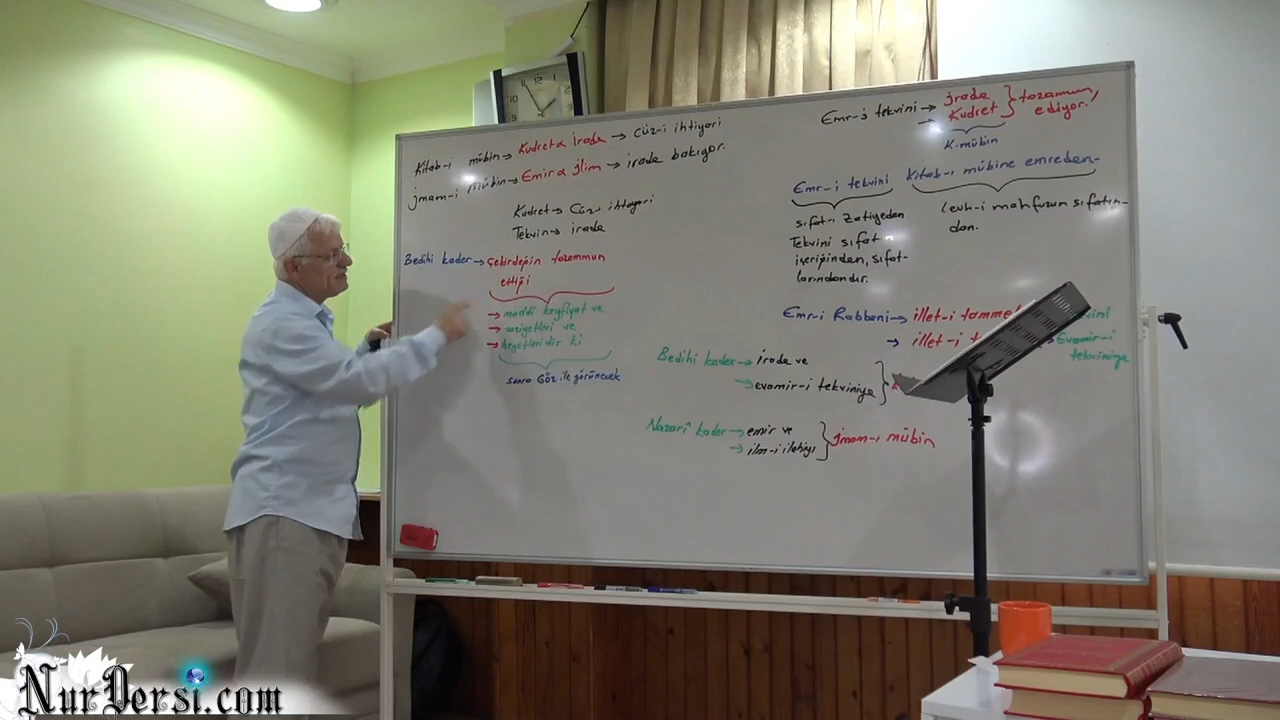 Kitab-ı mübin → Kudret α İrade → cüz-i ihtiyari
İmam-ı Mübin → Emir α İlim → irade bakıyor.
Kudret → Cüz-i ihtiyari
Tekvin → irade
Bedihi kader → Çekirdeğin tazammun
ettiği
→ maddi keyfiyat ve
→ vaziyetleri ve
→ heyetleridir ki
sonra Göz ile görünecek
Emr-i tekvini → İrade
→ Kudret } tazammun
ediyor.
K. mübin
Emr-i tekvini
sıfat-ı Zatiyeden
Tekvini sıfat
içeriğinden, sıfat-
larındandır.
Kitab-ı mübine emreden-
Levh-i mahfuzun sıfatın-
dan.
Emr-i Rabbani → illet-i tamme
→ illet-i
Evamir-i
tekviniye
Bedihi kader → irade ve
→ evamir-i tekviniye }
Nazari kader → emir ve
→ ilm-i ilahiyi } İmam-ı mübin
NurDersi.com